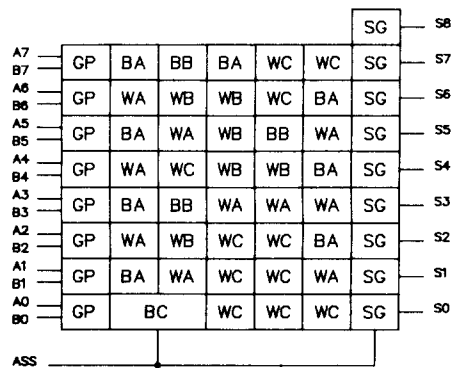 SG S8
A7 B7 GP BA BB BA WC WC SG S7
A6 B6 GP WA WB WB WC BA SG S6
A5 B5 GP BA WA WB BB WA SG S5
A4 B4 GP WA WC WB WB BA SG S4
A3 B3 GP BA BB WA WA WA SG S3
A2 B2 GP WA WB WC WC BA SG S2
A1 B1 GP BA WA WC WC WA SG S1
A0 B0 GP BC WC WC WC SG S0
ASS